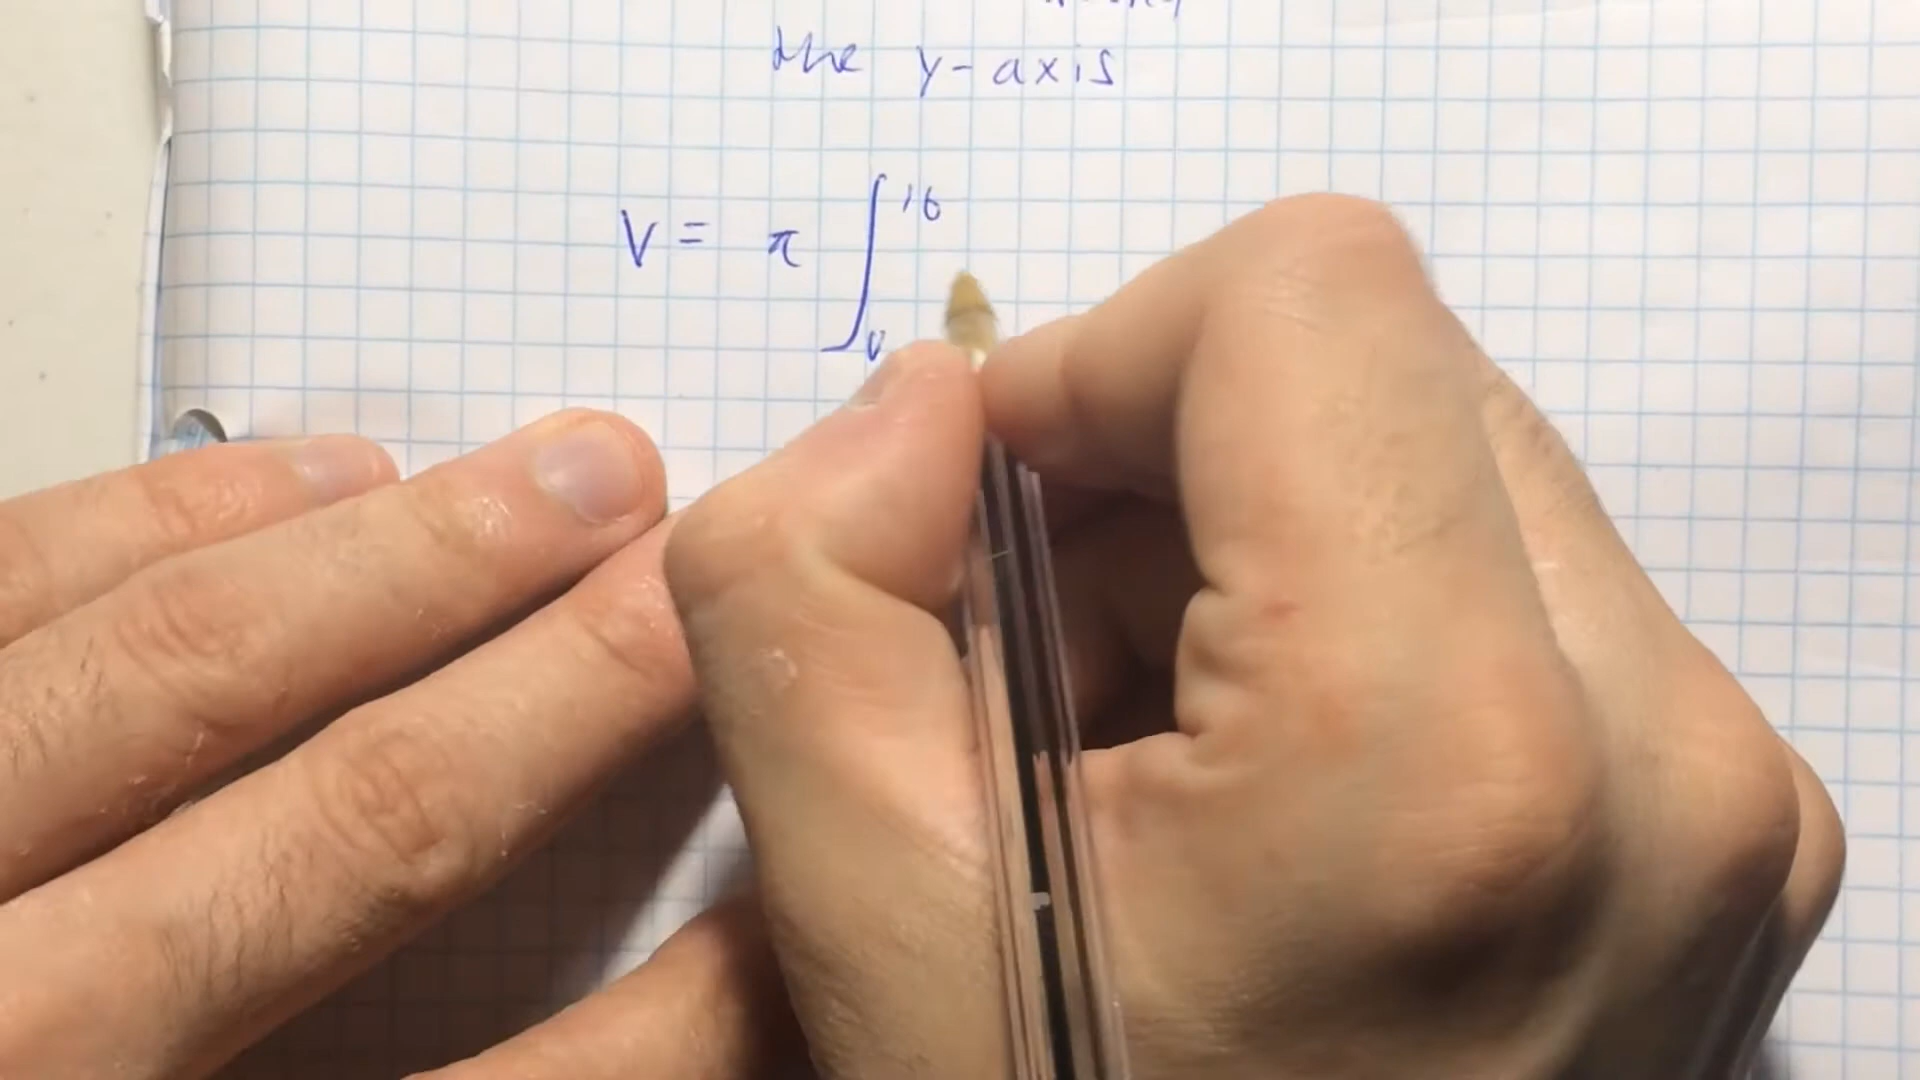 the y-axis
V = π ∫₀¹⁶